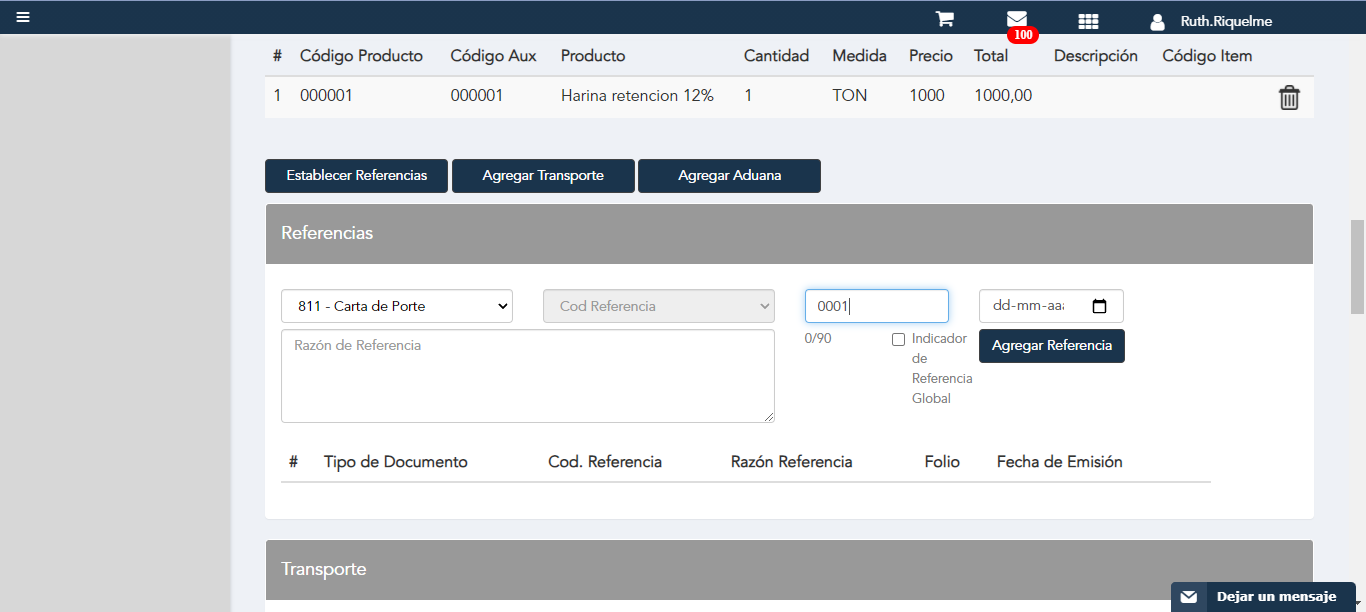 Ruth.Riquelme
100
# Código Producto Código Aux Producto Cantidad Medida Precio Total Descripción Código Item
1 000001 000001 Harina retencion 12% 1 TON 1000 1000,00
Establecer Referencias Agregar Transporte Agregar Aduana
Referencias
811 - Carta de Porte Cod Referencia 0001 dd-mm-aaa
Razón de Referencia 0/90 Indicador Agregar Referencia
de
Referencia
Global
# Tipo de Documento Cod. Referencia Razón Referencia Folio Fecha de Emisión
Transporte
Dejar un mensaje